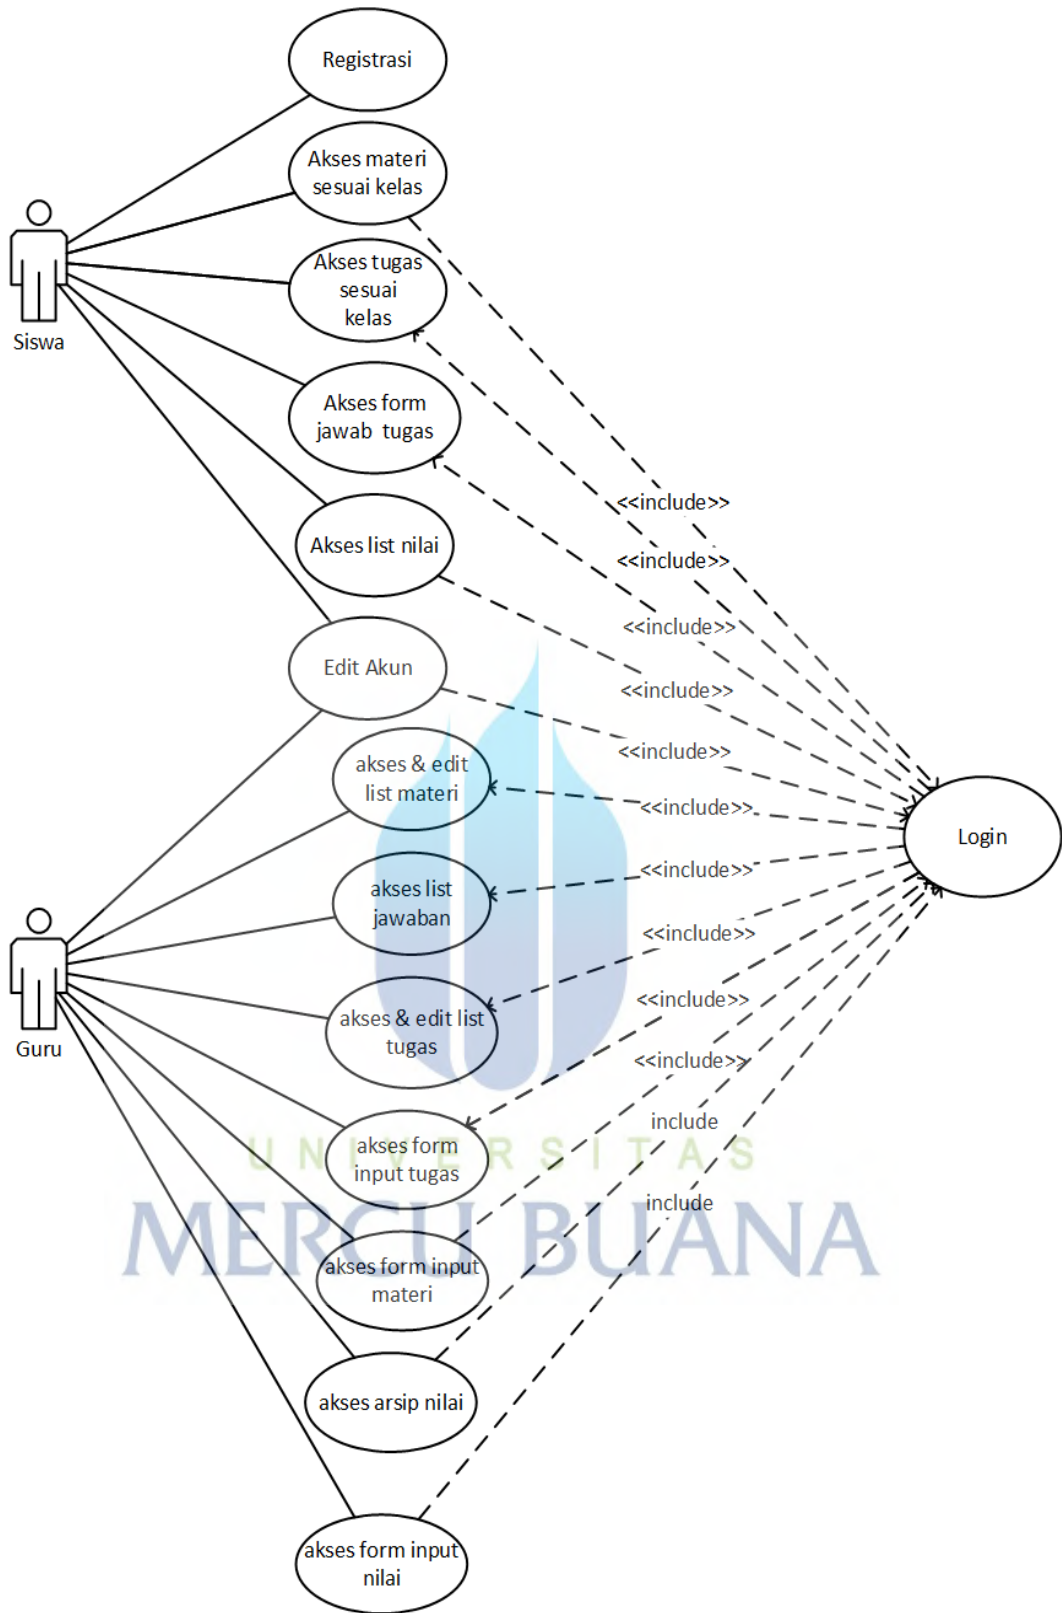 Registrasi
Akses materi
sesuai kelas
Akses tugas
sesuai
kelas
Siswa
Akses form
jawab tugas
<<include>>
Akses list nilai
<<include>>
<<include>>
Edit Akun
<<include>>
<<include>>
akses & edit
list materi
<<include>>
Login
<<include>>
akses list
jawaban
<<include>>
<<include>>
akses & edit list
tugas
Guru
<<include>>
include
akses form
input tugas
UNIVERSITAS
include
MERCU BUANA
akses form input
materi
akses arsip nilai
akses form input
nilai